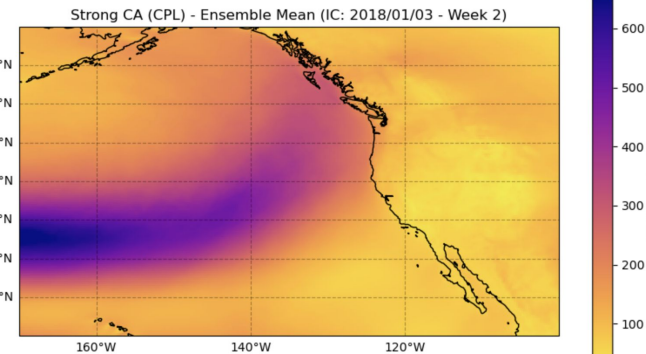 Strong CA (CPL) - Ensemble Mean (IC: 2018/01/03 - Week 2)
°N
°N
°N
°N
°N
°N
°N
160°W 140°W 120°W
600
500
400
300
200
100